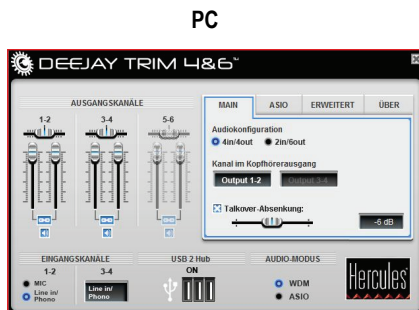 PC
DEEJAY TRIM 4&6™
AUSGANGSKANÄLE
1-2 3-4 5-6
MAIN ASIO ERWEITERT ÜBER
Audiokonfiguration
4in/4out 2in/6out
Kanal im Kopfhörerausgang
Output 1-2 Output 3-4
Talkover-Absenkung:
-6 dB
EINGANGSKANÄLE USB 2 Hub AUDIO-MODUS
1-2 3-4 ON
MIC
Line in/
Phono
Line in/
Phono
WDM
ASIO
Hercules